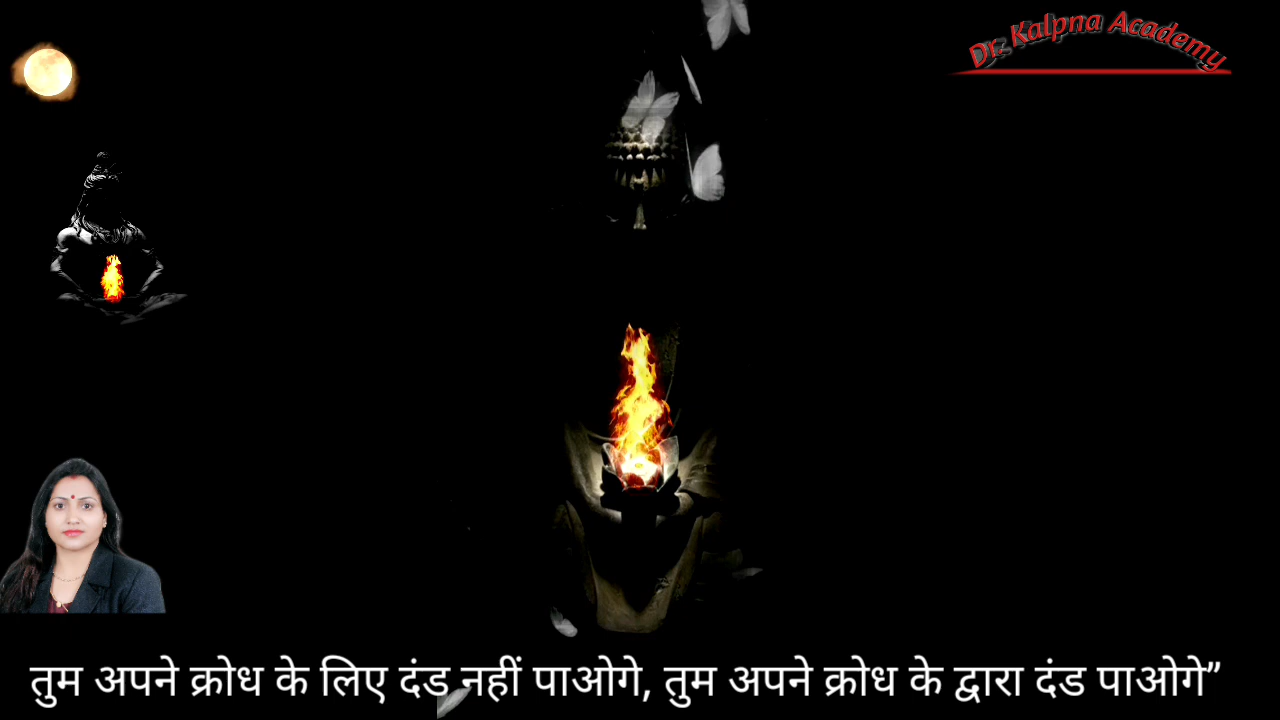 Dr. Kalpna Academy
तुम अपने क्रोध के लिए दंड नहीं पाओगे, तुम अपने क्रोध के द्वारा दंड पाओगे”